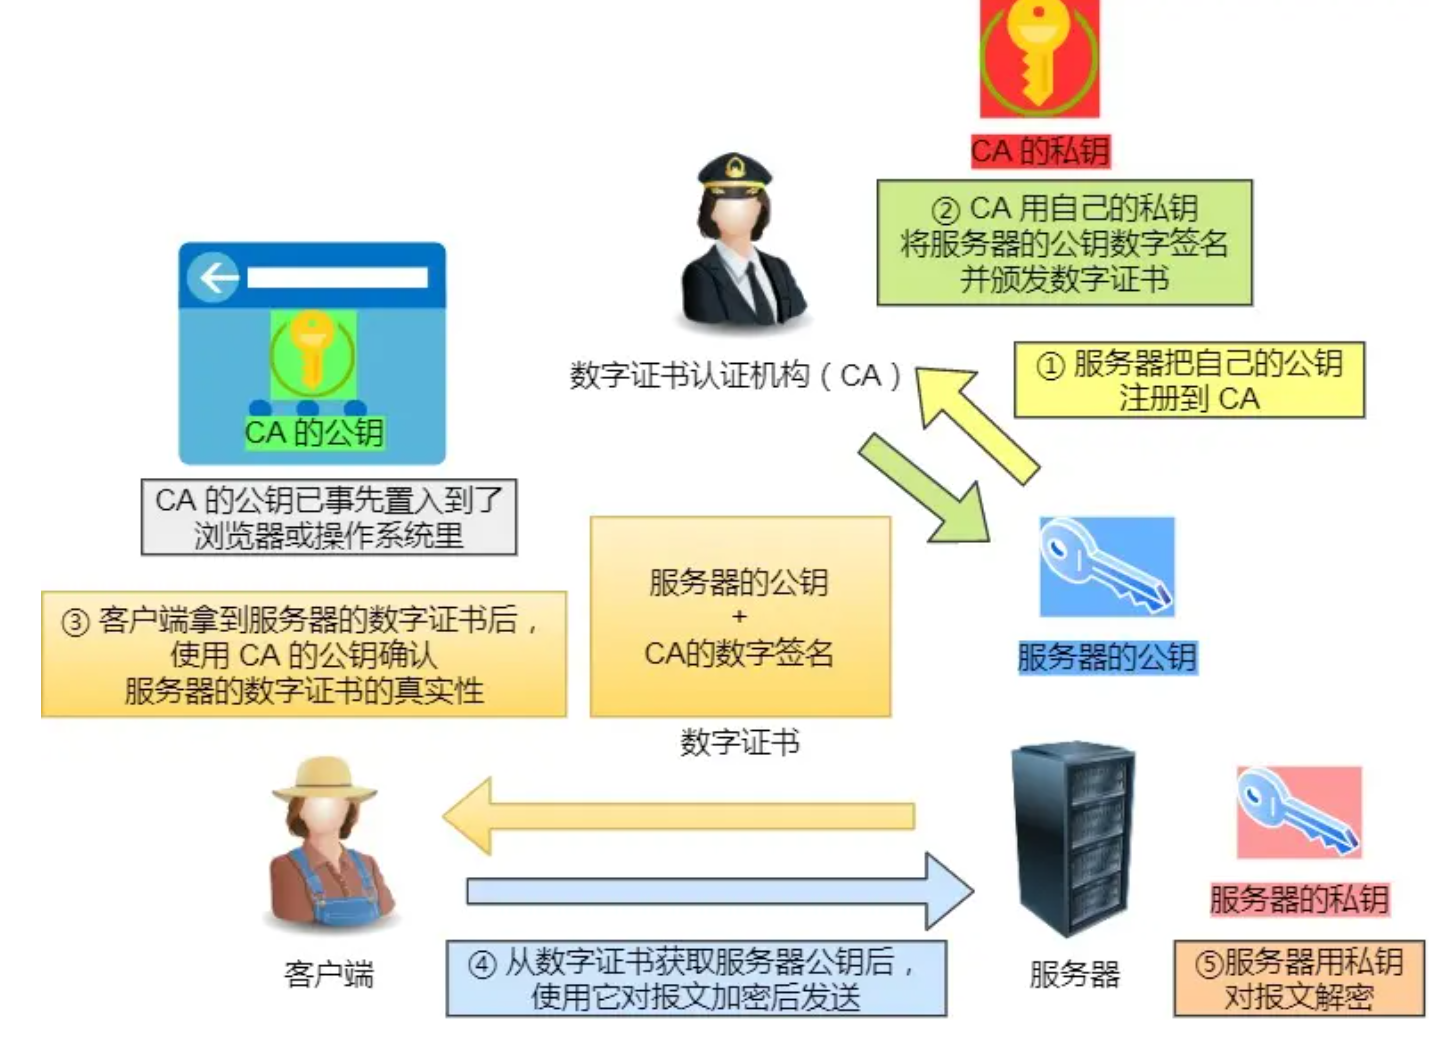 CA 的私钥
② CA 用自己的私钥
将服务器的公钥数字签名
并颁发数字证书
数字证书认证机构（CA）
① 服务器把自己的公钥
注册到 CA
CA 的公钥
CA 的公钥已事先置入到了
浏览器或操作系统里
服务器的公钥
+
CA的数字签名
数字证书
服务器的公钥
③ 客户端拿到服务器的数字证书后，
使用 CA 的公钥确认
服务器的数字证书的真实性
服务器的私钥
客户端
④ 从数字证书获取服务器公钥后，
使用它对报文加密后发送
服务器
⑤服务器用私钥
对报文解密